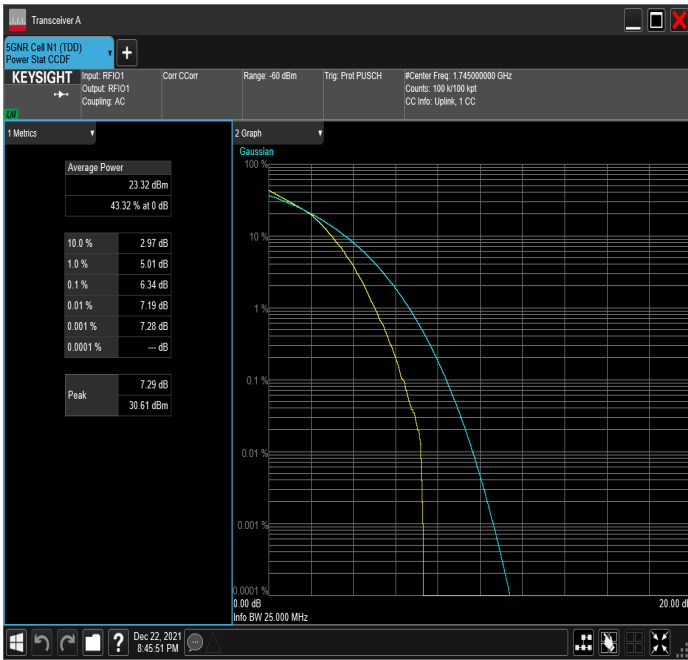 Transceiver A
5GNR Cell N1 (TDD)
Power Stat CCDF
KEYSIGHT
Input: RFIO1
Output: RFIO1
Coupling: AC
Corr CCorr
Range: -60 dBm
Trig: Prot PUSCH
#Center Freq: 1.745000000 GHz
Counts: 100 k/100 kpt
CC Info: Uplink, 1 CC
LXI
1 Metrics
Average Power
23.32 dBm
43.32 % at 0 dB
10.0 % 2.97 dB
1.0 % 5.01 dB
0.1 % 6.34 dB
0.01 % 7.19 dB
0.001 % 7.28 dB
0.0001 % --- dB
Peak
7.29 dB
30.61 dBm
2 Graph
Gaussian
100 %
10 %
1 %
0.1 %
0.01 %
0.001 %
0.0001 %
0.00 dB
20.00 dB
Info BW 25.000 MHz
?
Dec 22, 2021
8:45:51 PM